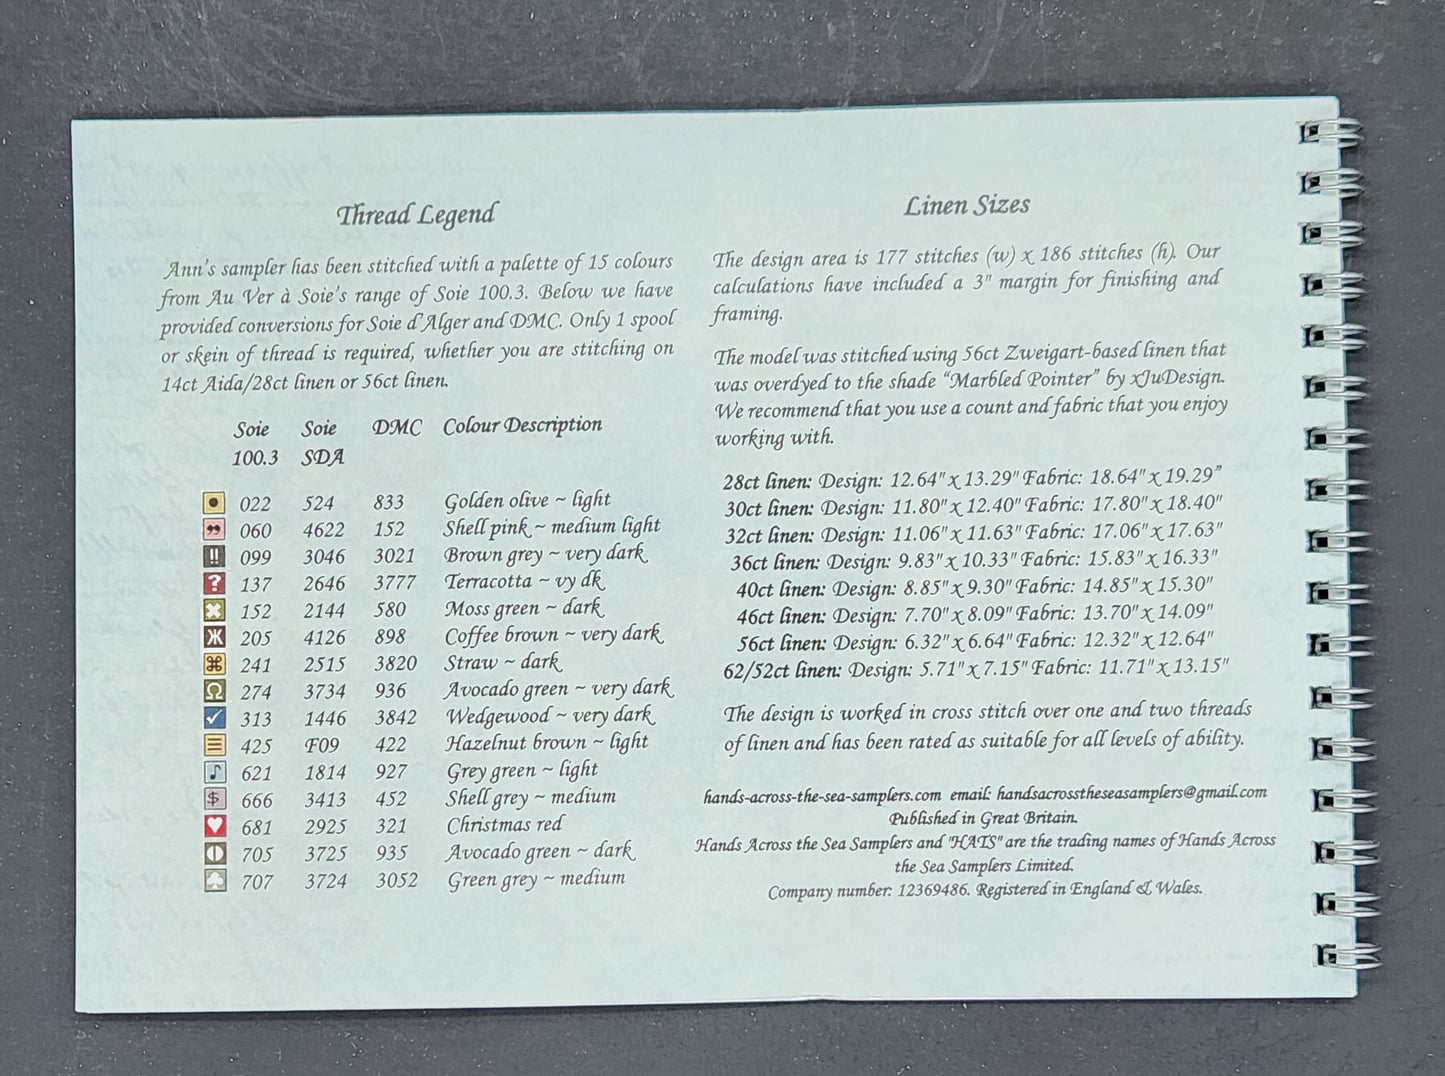 Thread Legend
Ann's sampler has been stitched with a palette of 15 colours
from Au Ver à Soie's range of Soie 100.3. Below we have
provided conversions for Soie d'Alger and DMC. Only 1 spool
or skein of thread is required, whether you are stitching on
14ct Aida/28ct linen or 56ct linen.
Soie Soie DMC Colour Description
100.3 SDA
022 524 833 Golden olive ~ light
060 4622 152 Shell pink ~ medium light
099 3046 3021 Brown grey ~ very dark
137 2646 3777 Terracotta ~ vy dk
152 2144 580 Moss green ~ dark
205 4126 898 Coffee brown ~ very dark
241 2515 3820 Straw ~ dark
274 3734 936 Avocado green ~ very dark
313 1446 3842 Wedgewood ~ very dark
425 F09 422 Hazelnut brown ~ light
621 1814 927 Grey green ~ light
666 3413 452 Shell grey ~ medium
681 2925 321 Christmas red
705 3725 935 Avocado green ~ dark
707 3724 3052 Green grey ~ medium
Linen Sizes
The design area is 177 stitches (w) x 186 stitches (h). Our
calculations have included a 3" margin for finishing and
framing.
The model was stitched using 56ct Zweigart-based linen that
was overdyed to the shade “Marbled Pointer” by xJuDesign.
We recommend that you use a count and fabric that you enjoy
working with.
28ct linen: Design: 12.64" x 13.29" Fabric: 18.64" x 19.29”
30ct linen: Design: 11.80" x 12.40" Fabric: 17.80" x 18.40"
32ct linen: Design: 11.06" x 11.63" Fabric: 17.06" x 17.63"
36ct linen: Design: 9.83" x 10.33" Fabric: 15.83" x 16.33"
40ct linen: Design: 8.85" x 9.30" Fabric: 14.85" x 15.30"
46ct linen: Design: 7.70" x 8.09" Fabric: 13.70" x 14.09"
56ct linen: Design: 6.32" x 6.64" Fabric: 12.32" x 12.64"
62/52ct linen: Design: 5.71" x 7.15" Fabric: 11.71" x 13.15"
The design is worked in cross stitch over one and two threads
of linen and has been rated as suitable for all levels of ability.
hands-across-the-sea-samplers.com email: handsacrosstheseasamplers@gmail.com
Published in Great Britain.
Hands Across the Sea Samplers and "HATS" are the trading names of Hands Across
the Sea Samplers Limited.
Company number: 12369486. Registered in England & Wales.